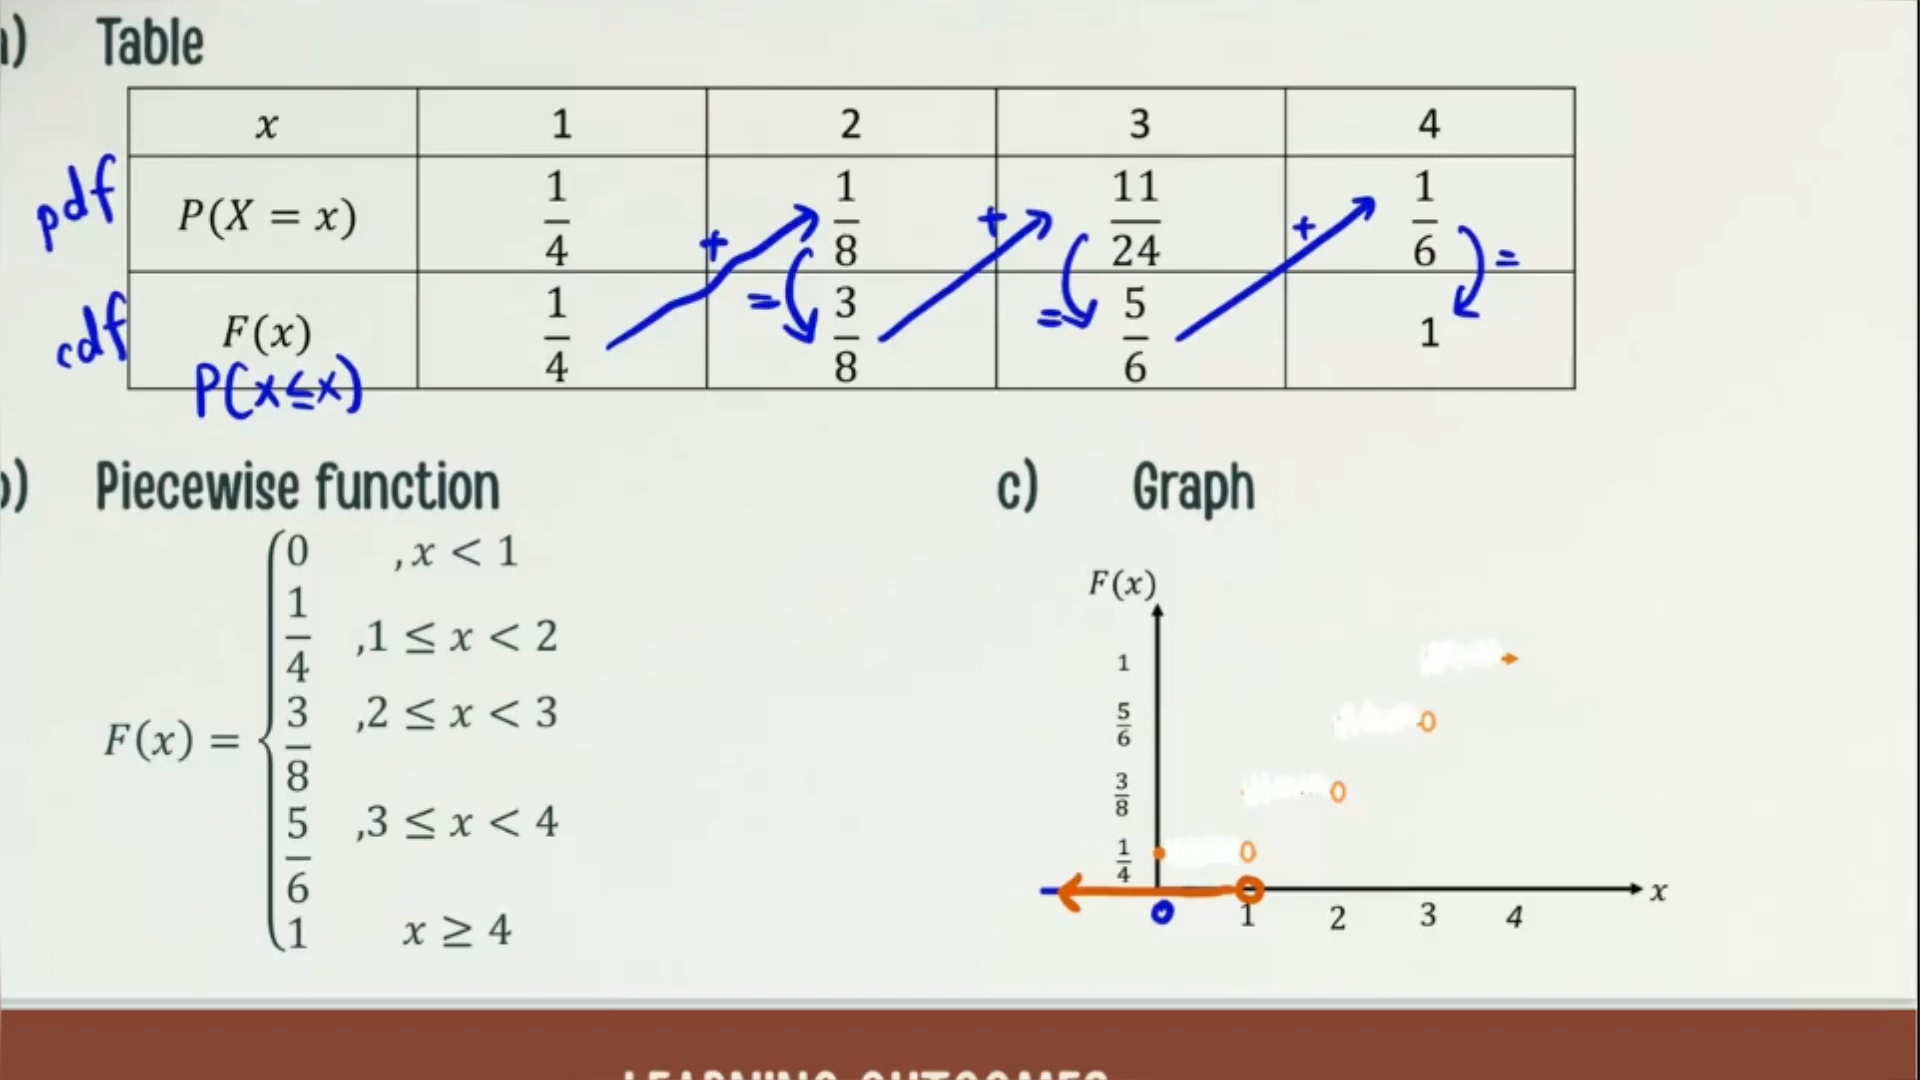 ) Table
x 1 2 3 4
pdf P(X = x) 1/4 + 1/8 + 11/24 + 1/6 =
cdf F(x) 1/4 = 3/8 = 5/6 1
P(x≤x)
) Piecewise function
c) Graph
F(x) = {
0 , x < 1
1/4 , 1 ≤ x < 2
3/8 , 2 ≤ x < 3
5/6 , 3 ≤ x < 4
1 x ≥ 4
F(x)
1
5/6
3/8
1/4
x
0 1 2 3 4
LEARNING OUTCOMES